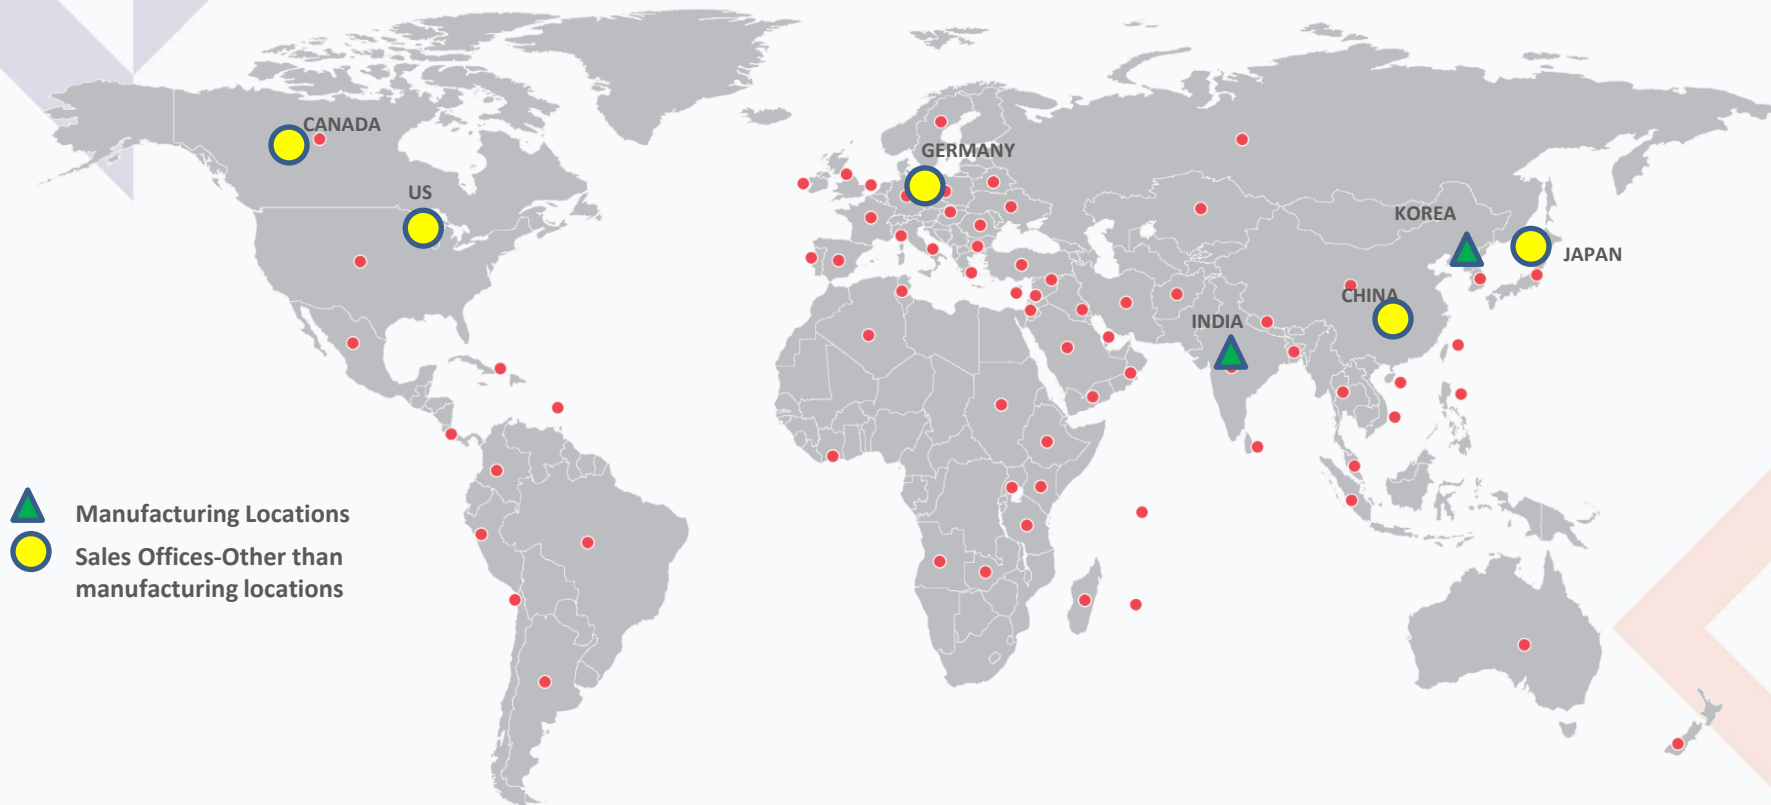 CANADA
GERMANY
US
KOREA
JAPAN
CHINA
INDIA
Manufacturing Locations
Sales Offices-Other than
manufacturing locations